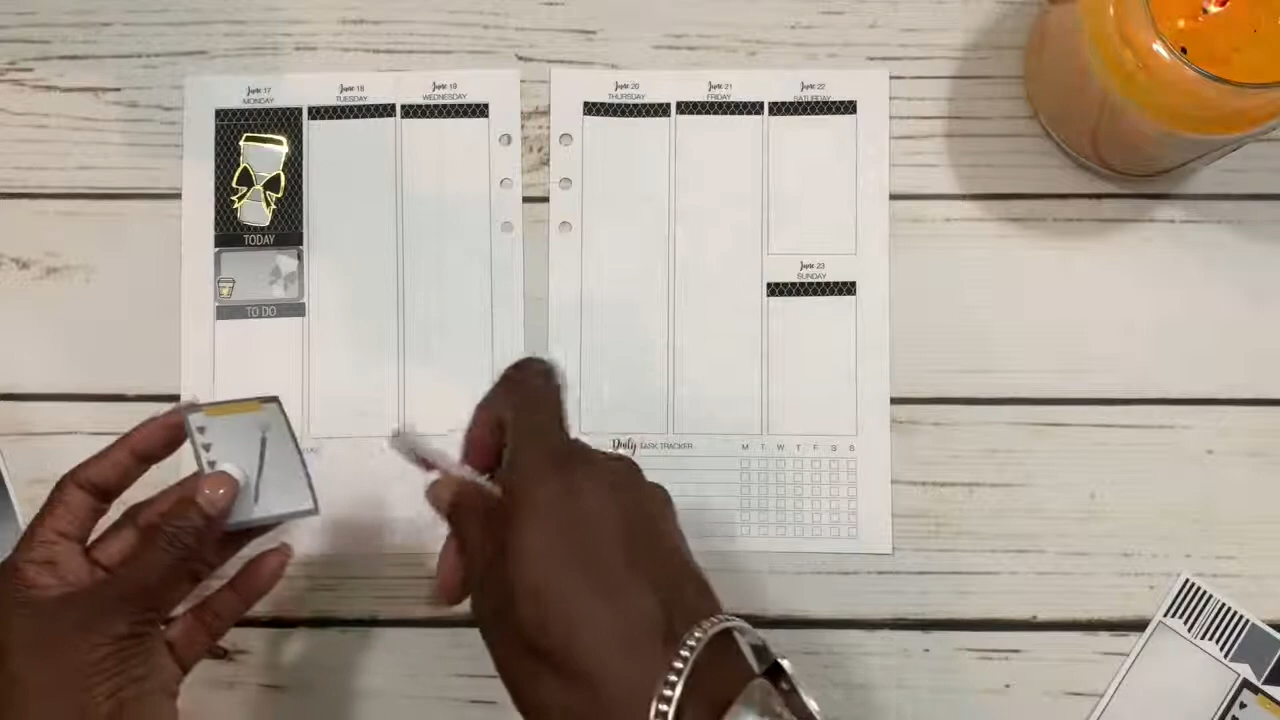 June 17
MONDAY
June 18
TUESDAY
June 19
WEDNESDAY
TODAY
TO DO
June 20
THURSDAY
June 21
FRIDAY
June 22
SATURDAY
June 23
SUNDAY
Daily TASK TRACKER
M T W T F S S